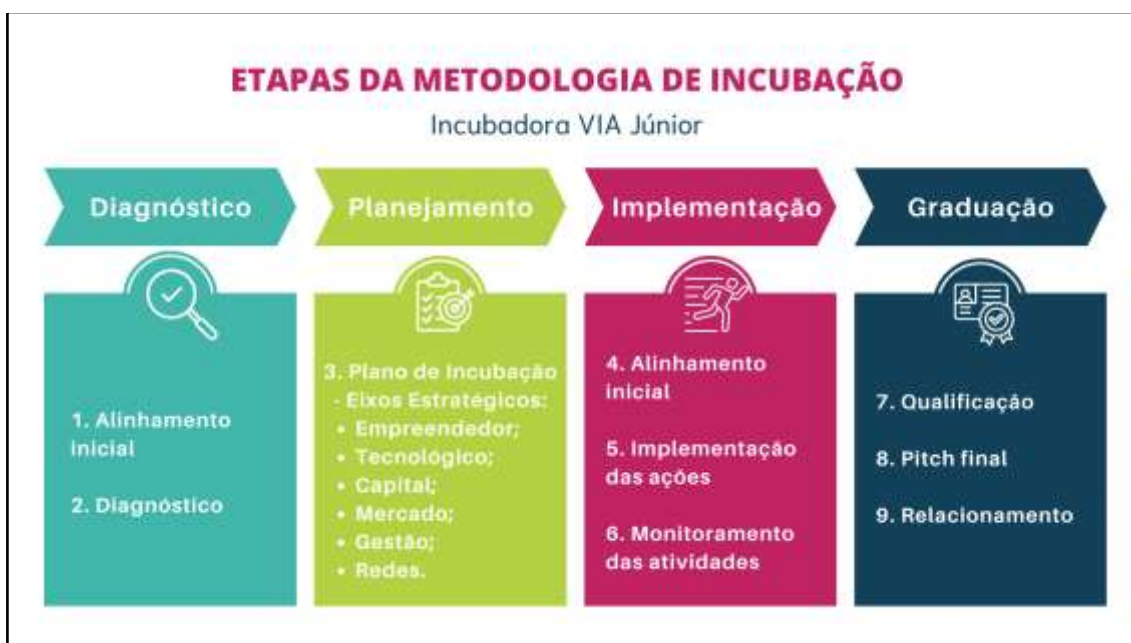 ETAPAS DA METODOLOGIA DE INCUBAÇÃO
Incubadora VIA Júnior
Diagnóstico
1. Alinhamento
inicial
2. Diagnóstico
Planejamento
3. Plano de Incubação
- Eixos Estratégicos:
• Empreendedor;
• Tecnológico;
• Capital;
• Mercado;
• Gestão;
• Redes.
Implementação
4. Alinhamento
inicial
5. Implementação
das ações
6. Monitoramento
das atividades
Graduação
7. Qualificação
8. Pitch final
9. Relacionamento